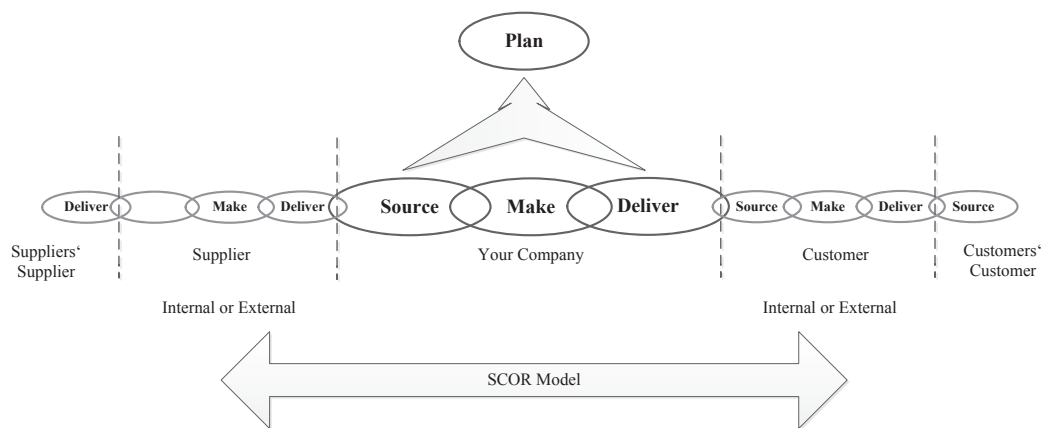 Plan
Deliver
Make
Deliver
Source
Make
Deliver
Source
Make
Deliver
Source
Suppliers‘
Supplier
Supplier
Your Company
Customer
Customers‘
Customer
Internal or External
Internal or External
SCOR Model